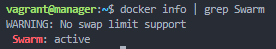 vagrant@manager:~$ docker info | grep Swarm
WARNING: No swap limit support
 Swarm: active